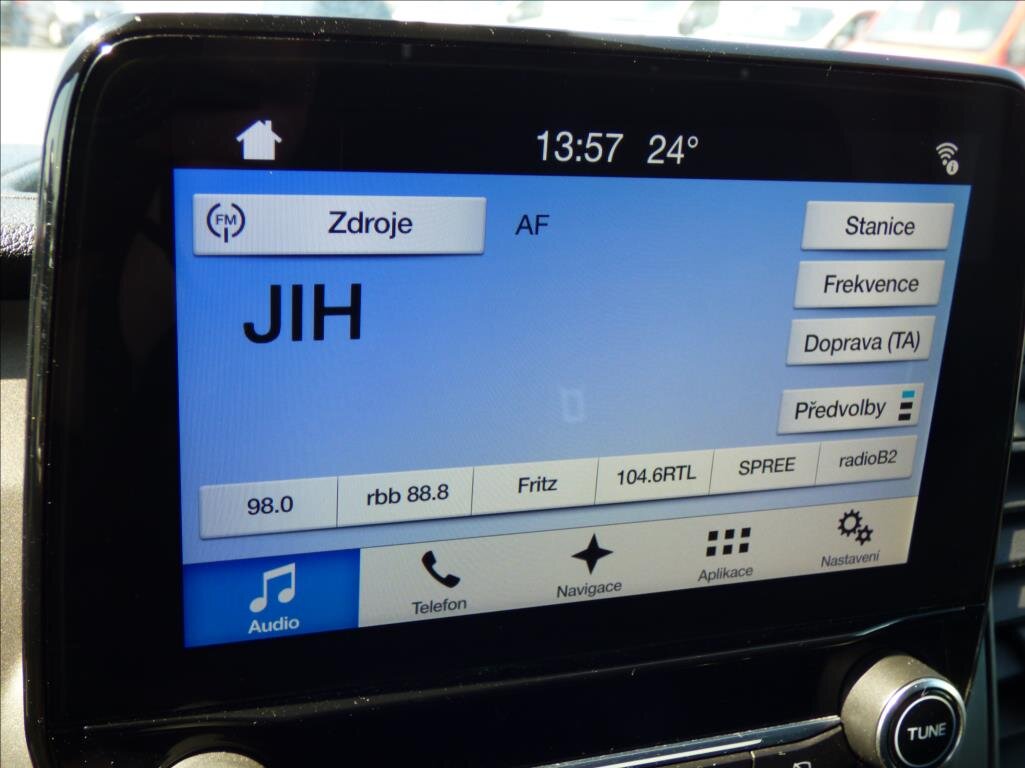 13:57 24°
FM Zdroje
AF
Stanice
JIH
Frekvence
Doprava (TA)
Předvolby
98.0
rbb 88.8
Fritz
104.6RTL
SPREE
radioB2
Audio
Telefon
Navigace
Aplikace
Nastavení
TUNE